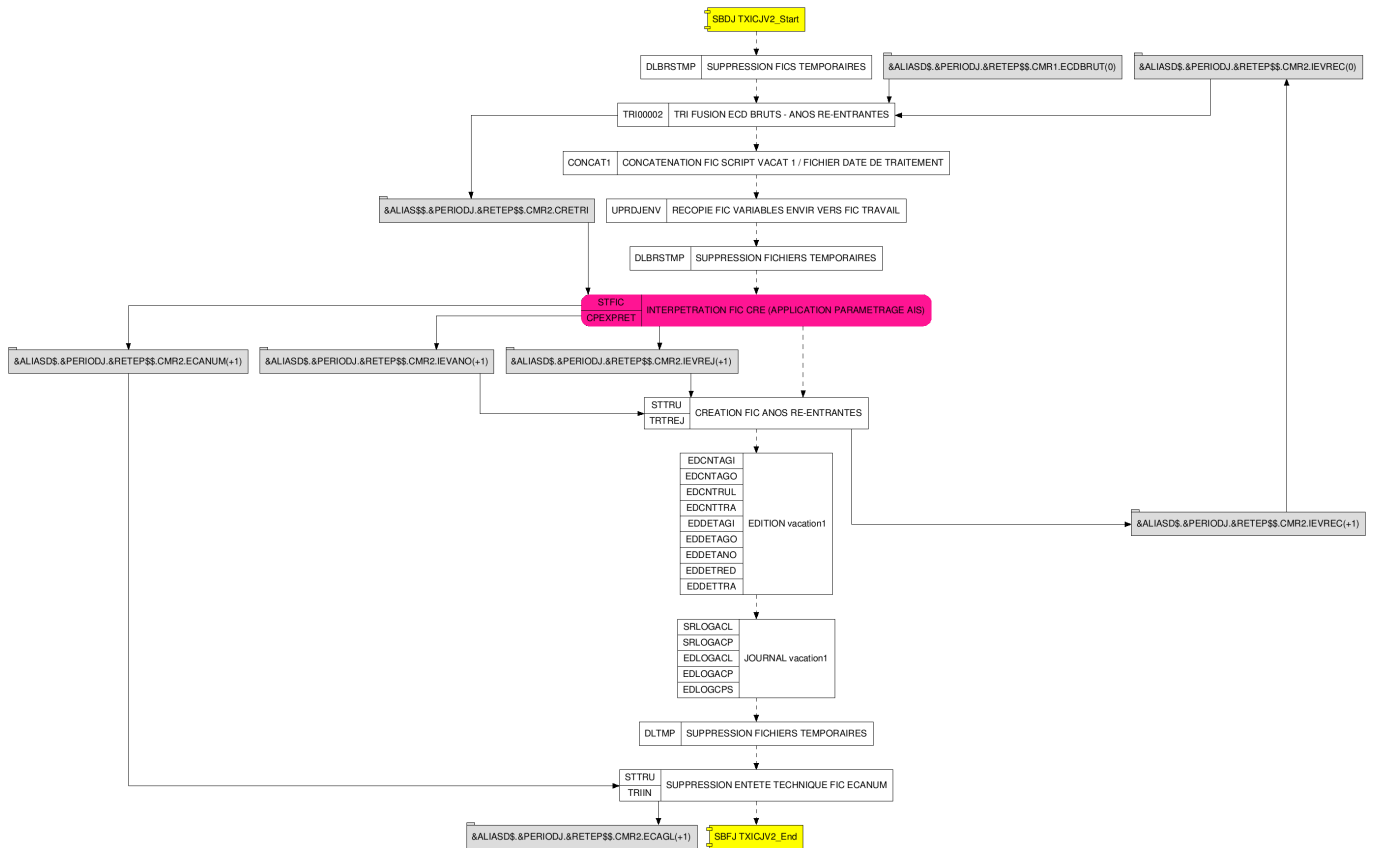 SBDJ TXICJV2_Start
DLBRSTMP SUPPRESSION FICS TEMPORAIRES
&ALIASD$.&PERIODJ.&RETEP$$.CMR1.ECDBRUT(0)
&ALIASD$.&PERIODJ.&RETEP$$.CMR2.IEVREC(0)
TRI00002 TRI FUSION ECD BRUTS - ANOS RE-ENTRANTES
CONCAT1 CONCATENATION FIC SCRIPT VACAT 1 / FICHIER DATE DE TRAITEMENT
&ALIAS$$.&PERIODJ.&RETEP$$.CMR2.CRETRI
UPRDJENV RECOPIE FIC VARIABLES ENVIR VERS FIC TRAVAIL
DLBRSTMP SUPPRESSION FICHIERS TEMPORAIRES
STFIC
CPEXPRET
INTERPETRATION FIC CRE (APPLICATION PARAMETRAGE AIS)
&ALIASD$.&PERIODJ.&RETEP$$.CMR2.ECANUM(+1)
&ALIASD$.&PERIODJ.&RETEP$$.CMR2.IEVANO(+1)
&ALIASD$.&PERIODJ.&RETEP$$.CMR2.IEVREJ(+1)
STTRU
TRTREJ
CREATION FIC ANOS RE-ENTRANTES
EDCNTAGI
EDCNTAGO
EDCNTRUL
EDCNTTRA
EDDETAGI
EDDETAGO
EDDETANO
EDDETRED
EDDETTRA
EDITION vacation1
&ALIASD$.&PERIODJ.&RETEP$$.CMR2.IEVREC(+1)
SRLOGACL
SRLOGACP
EDLOGACL
EDLOGACP
EDLOGCPS
JOURNAL vacation1
DLTMP SUPPRESSION FICHIERS TEMPORAIRES
STTRU
TRIIN
SUPPRESSION ENTETE TECHNIQUE FIC ECANUM
&ALIASD$.&PERIODJ.&RETEP$$.CMR2.ECAGL(+1)
SBFJ TXICJV2_End